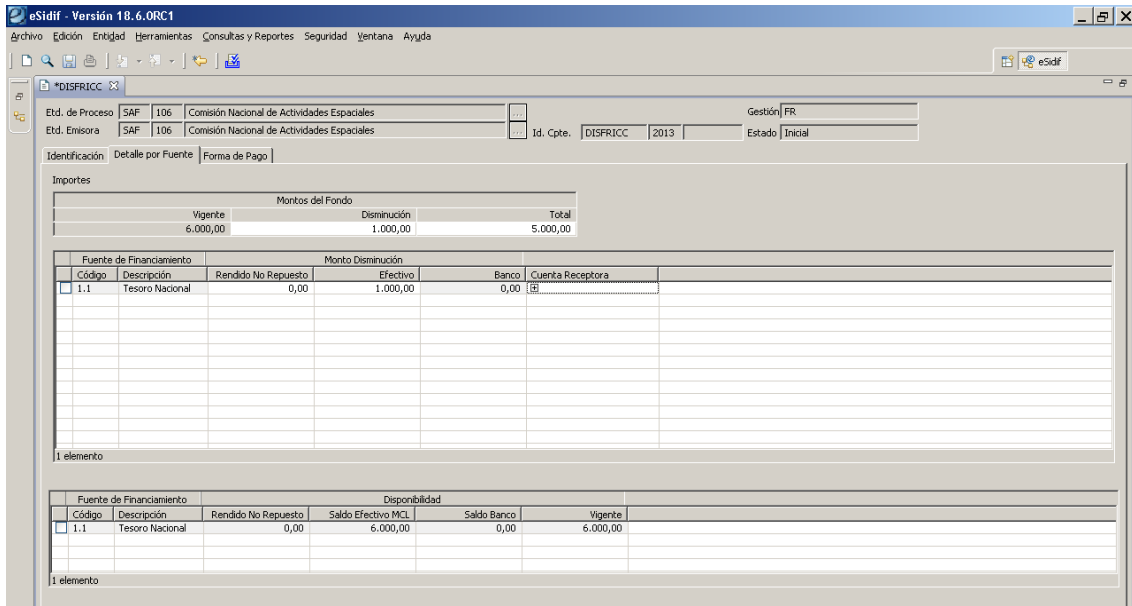 eSidif - Versión 18.6.0RC1
Archivo Edición Entidad Herramientas Consultas y Reportes Seguridad Ventana Ayuda
eSidif
*DISFRICC
Etd. de Proceso SAF 106 Comisión Nacional de Actividades Espaciales ... Gestión FR
Etd. Emisora SAF 106 Comisión Nacional de Actividades Espaciales ... Id. Cpte. DISFRICC 2013 Estado Inicial
Identificación Detalle por Fuente Forma de Pago
Importes
Montos del Fondo
Vigente Disminución Total
6.000,00 1.000,00 5.000,00
Fuente de Financiamiento Monto Disminución
Código Descripción Rendido No Repuesto Efectivo Banco Cuenta Receptora
1.1 Tesoro Nacional 0,00 1.000,00 0,00
1 elemento
Fuente de Financiamiento Disponibilidad
Código Descripción Rendido No Repuesto Saldo Efectivo MCL Saldo Banco Vigente
1.1 Tesoro Nacional 0,00 6.000,00 0,00 6.000,00
1 elemento